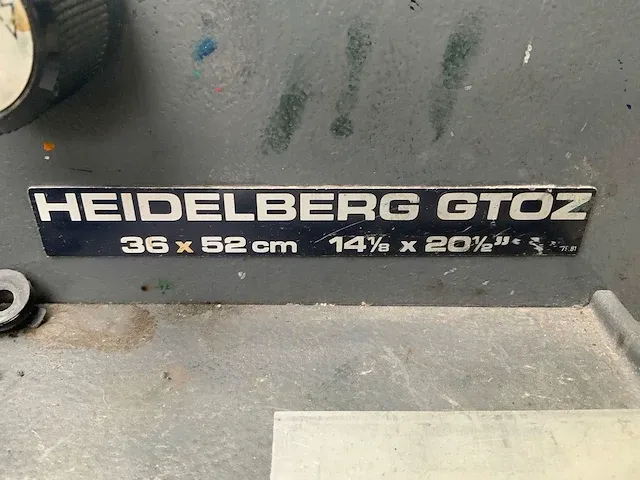 HEIDELBERG GTOZ
36 x 52 cm 14⅛ x 20½"